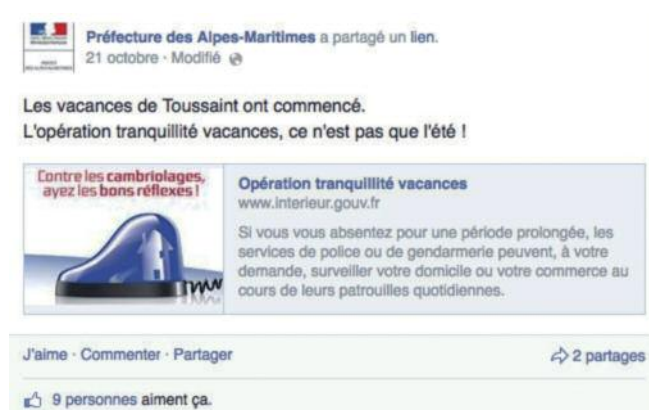 Préfecture des Alpes-Maritimes a partagé un lien.
21 octobre · Modifié
Les vacances de Toussaint ont commencé.
L'opération tranquillité vacances, ce n'est pas que l'été !
Contre les cambriolages,
ayez les bons réflexes !
Opération tranquillité vacances
www.interieur.gouv.fr
Si vous vous absentez pour une période prolongée, les
services de police ou de gendarmerie peuvent, à votre
demande, surveiller votre domicile ou votre commerce au
cours de leurs patrouilles quotidiennes.
J'aime · Commenter · Partager
2 partages
9 personnes aiment ça.